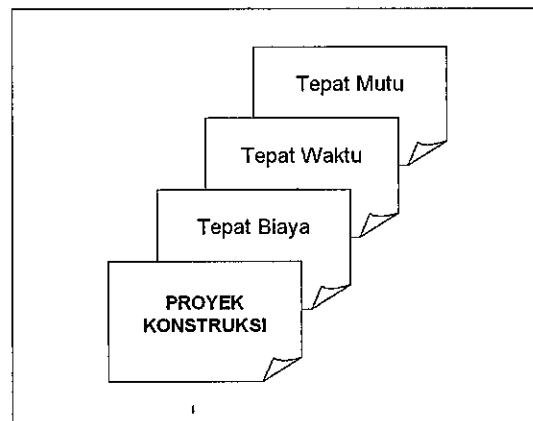 Tepat Mutu
Tepat Waktu
Tepat Biaya
PROYEK
KONSTRUKSI